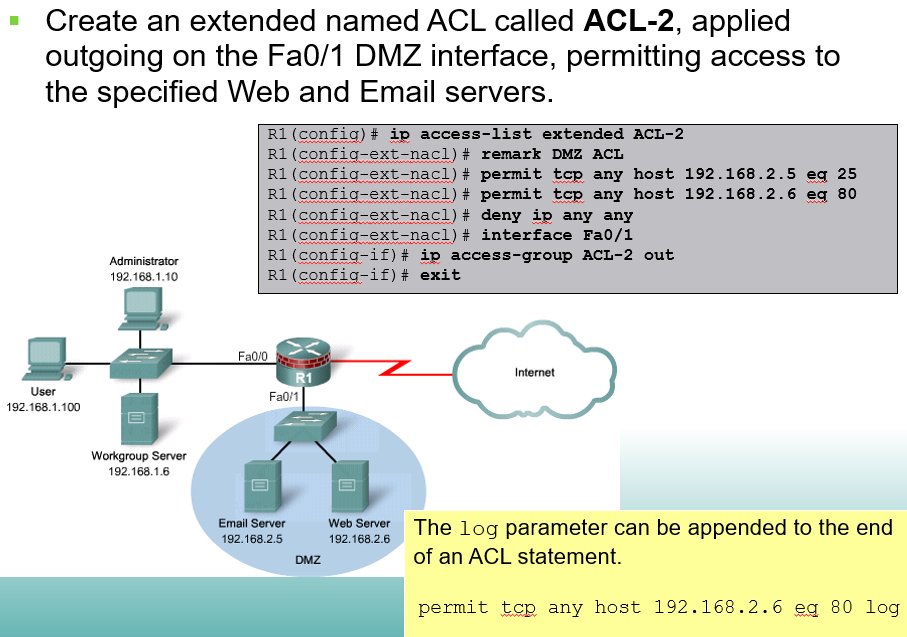 Create an extended named ACL called ACL-2, applied
outgoing on the Fa0/1 DMZ interface, permitting access to
the specified Web and Email servers.
R1(config)# ip access-list extended ACL-2
R1(config-ext-nacl)# remark DMZ ACL
R1(config-ext-nacl)# permit tcp any host 192.168.2.5 eq 25
R1(config-ext-nacl)# permit tcp any host 192.168.2.6 eq 80
R1(config-ext-nacl)# deny ip any any
R1(config-ext-nacl)# interface Fa0/1
R1(config-if)# ip access-group ACL-2 out
R1(config-if)# exit
Administrator
192.168.1.10
Fa0/0
R1
Internet
User
192.168.1.100
Fa0/1
Workgroup Server
192.168.1.6
Email Server
192.168.2.5
Web Server
192.168.2.6
DMZ
The log parameter can be appended to the end
of an ACL statement.
permit tcp any host 192.168.2.6 eq 80 log